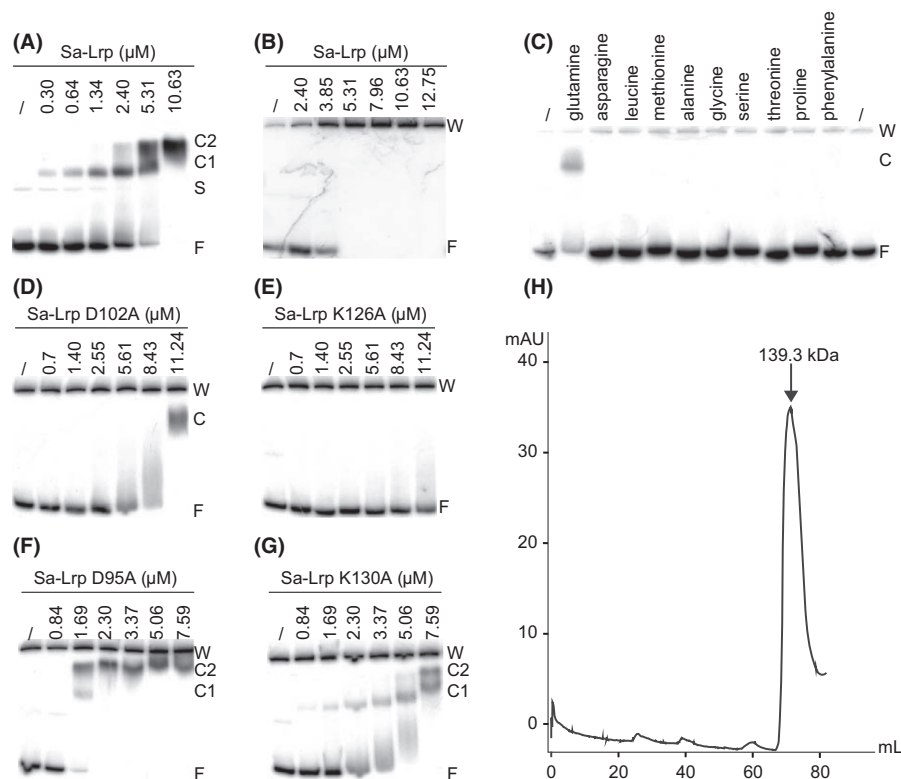 (A)
Sa-Lrp (µM)
/ 0.30 0.64 1.34 2.40 5.31 10.63
C2
C1
S
F
(B)
Sa-Lrp (µM)
/ 2.40 3.85 5.31 7.96 10.63 12.75
W
F
(C)
/ glutamine asparagine leucine methionine alanine glycine serine threonine proline phenylalanine /
W
C
F
(D)
Sa-Lrp D102A (µM)
/ 0.7 1.40 2.55 5.61 8.43 11.24
W
C
F
(E)
Sa-Lrp K126A (µM)
/ 0.7 1.40 2.55 5.61 8.43 11.24
W
F
(F)
Sa-Lrp D95A (µM)
/ 0.84 1.69 2.30 3.37 5.06 7.59
W
C2
C1
F
(G)
Sa-Lrp K130A (µM)
/ 0.84 1.69 2.30 3.37 5.06 7.59
W
C2
C1
F
(H)
mAU
139.3 kDa
40
30
20
10
0
0 20 40 60 80
mL